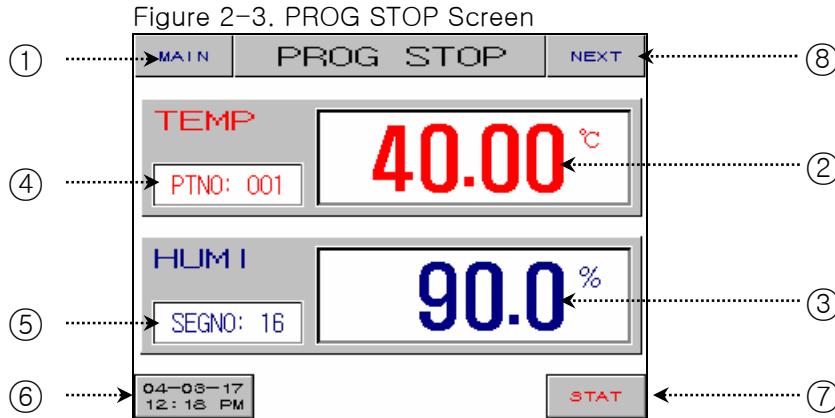 Figure 2-3. PROG STOP Screen
① MAIN PROG STOP NEXT ⑧
TEMP
40.00 ℃ ②
④ PTNO: 001
HUMI
90.0 % ③
⑤ SEGNO: 16
⑥ 04-03-17
12:18 PM
STAT ⑦